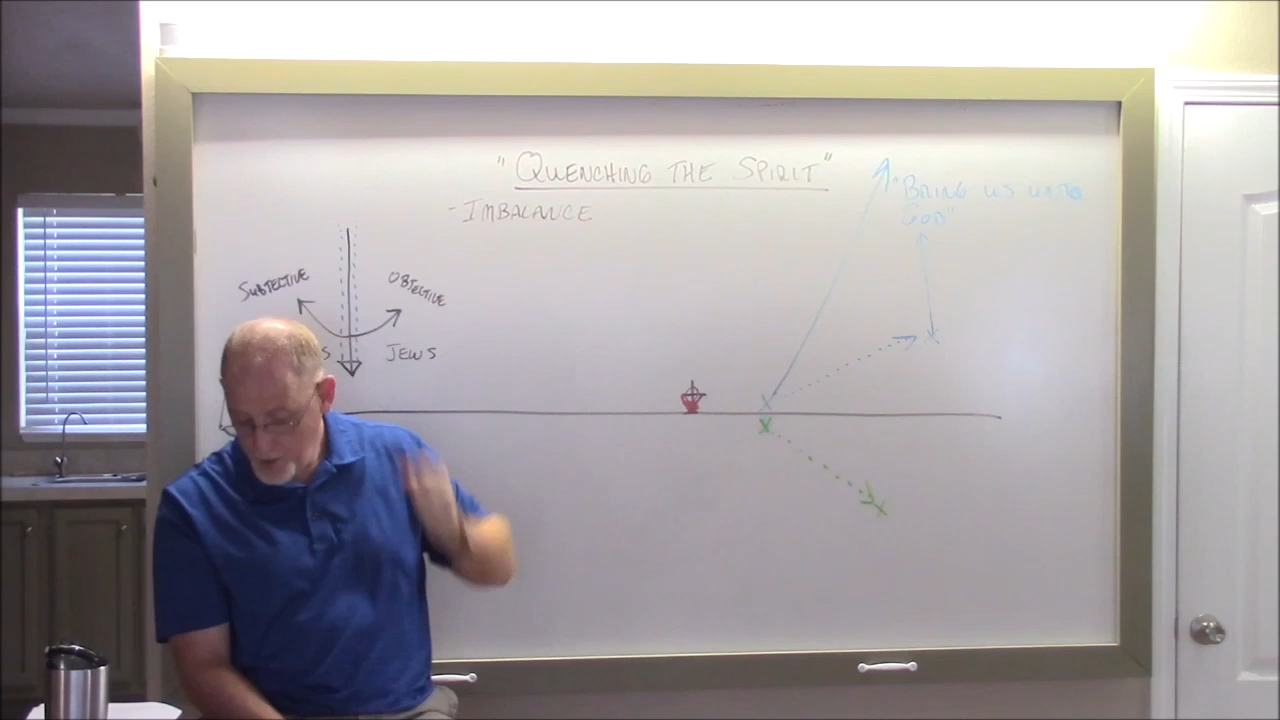 "QUENCHING THE SPIRIT"
- IMBALANCE
"BRING US UNTO
GOD"
SUBJECTIVE
OBJECTIVE
S
JEWS